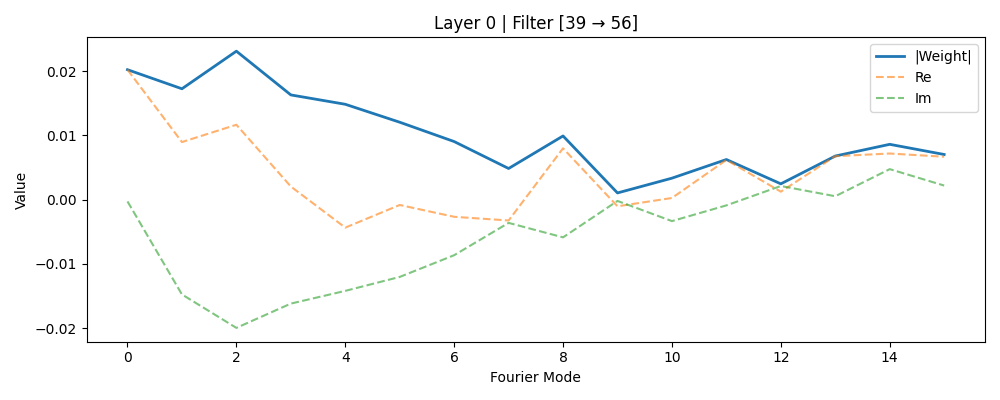 Layer 0 | Filter [39 → 56]
|Weight|
Re
Im
Value
0.02
0.01
0.00
−0.01
−0.02
0 2 4 6 8 10 12 14
Fourier Mode